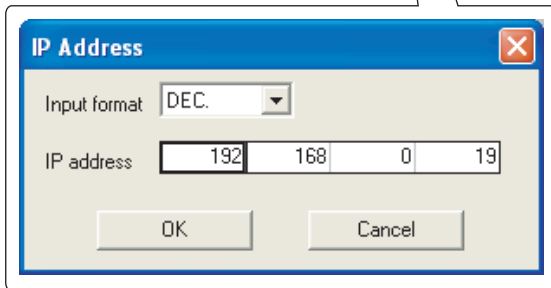 IP Address
Input format DEC.
IP address 192 168 0 19
OK Cancel